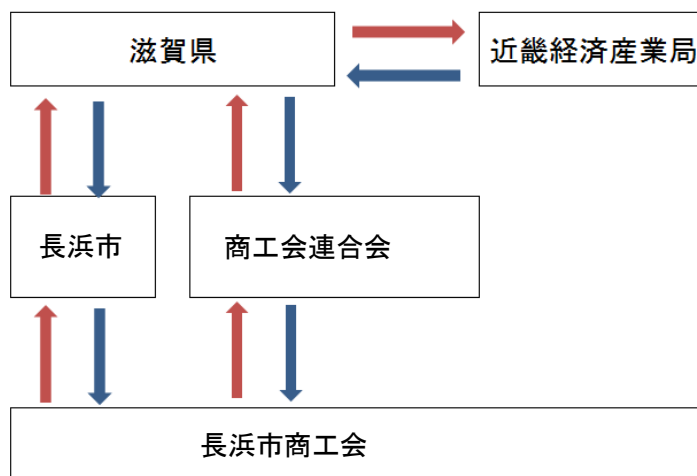 滋賀県
近畿経済産業局
長浜市
商工会連合会
長浜市商工会